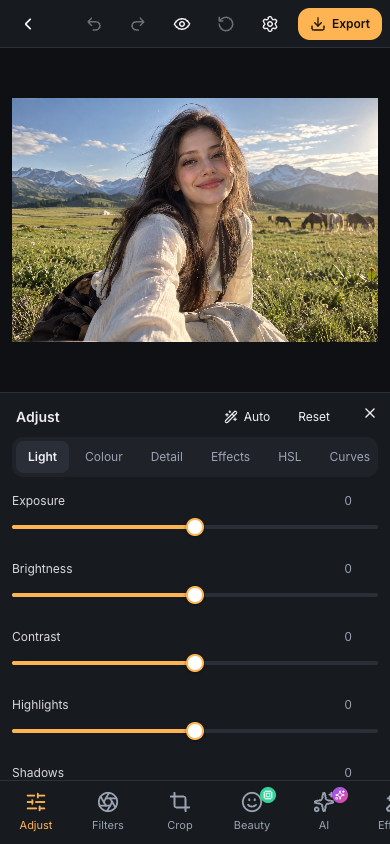 Export
Adjust
Auto
Reset
Light
Colour
Detail
Effects
HSL
Curves
Exposure
0
Brightness
0
Contrast
0
Highlights
0
Shadows
0
Adjust
Filters
Crop
Beauty
AI
Eff